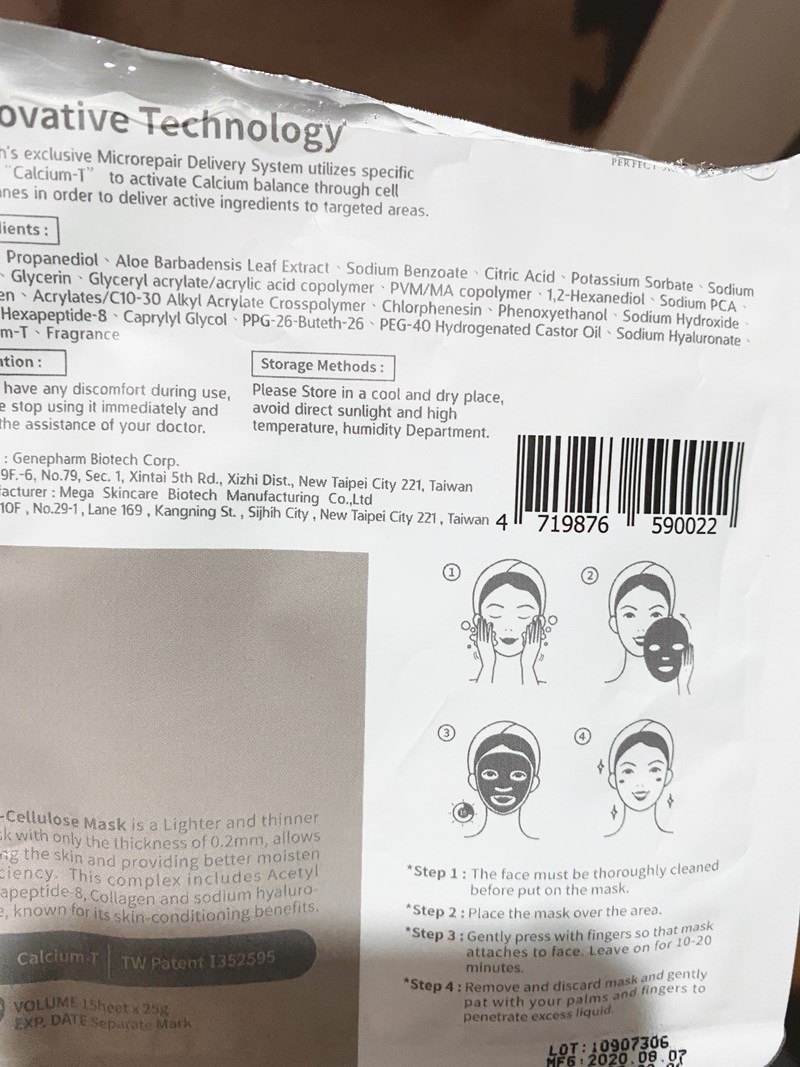 ovative Technology
PERFECT
h's exclusive Microrepair Delivery System utilizes specific
"Calcium-T" to activate Calcium balance through cell
nes in order to deliver active ingredients to targeted areas.
ients :
Propanediol、Aloe Barbadensis Leaf Extract、Sodium Benzoate、Citric Acid、Potassium Sorbate、Sodium
、Glycerin、Glyceryl acrylate/acrylic acid copolymer、PVM/MA copolymer、1,2-Hexanediol、Sodium PCA、
en、Acrylates/C10-30 Alkyl Acrylate Crosspolymer、Chlorphenesin、Phenoxyethanol、Sodium Hydroxide、
Hexapeptide-8、Caprylyl Glycol、PPG-26-Buteth-26、PEG-40 Hydrogenated Castor Oil、Sodium Hyaluronate、
m-T、Fragrance
ation :
have any discomfort during use,
e stop using it immediately and
the assistance of your doctor.
Storage Methods :
Please Store in a cool and dry place,
avoid direct sunlight and high
temperature, humidity Department.
: Genepharm Biotech Corp.
9F.-6, No.79, Sec. 1, Xintai 5th Rd., Xizhi Dist., New Taipei City 221, Taiwan
facturer : Mega Skincare Biotech Manufacturing Co.,Ltd
10F , No.29-1 , Lane 169 , Kangning St. , Sijhih City , New Taipei City 221 , Taiwan
4 719876 590022
1
2
3
4
-Cellulose Mask is a Lighter and thinner
sk with only the thickness of 0.2mm, allows
ng the skin and providing better moisten
ciency. This complex includes Acetyl
apeptide-8, Collagen and sodium hyaluro-
e, known for its skin-conditioning benefits.
Calcium-T | TW Patent I352595
VOLUME 1Sheet x 25g
EXP. DATE Separate Mark
*Step 1 : The face must be thoroughly cleaned
before put on the mask.
*Step 2 : Place the mask over the area.
*Step 3 : Gently press with fingers so that mask
attaches to face. Leave on for 10-20
minutes.
*Step 4 : Remove and discard mask and gently
pat with your palms and fingers to
penetrate excess liquid.
LOT:10907306
MFG:2020.08.07